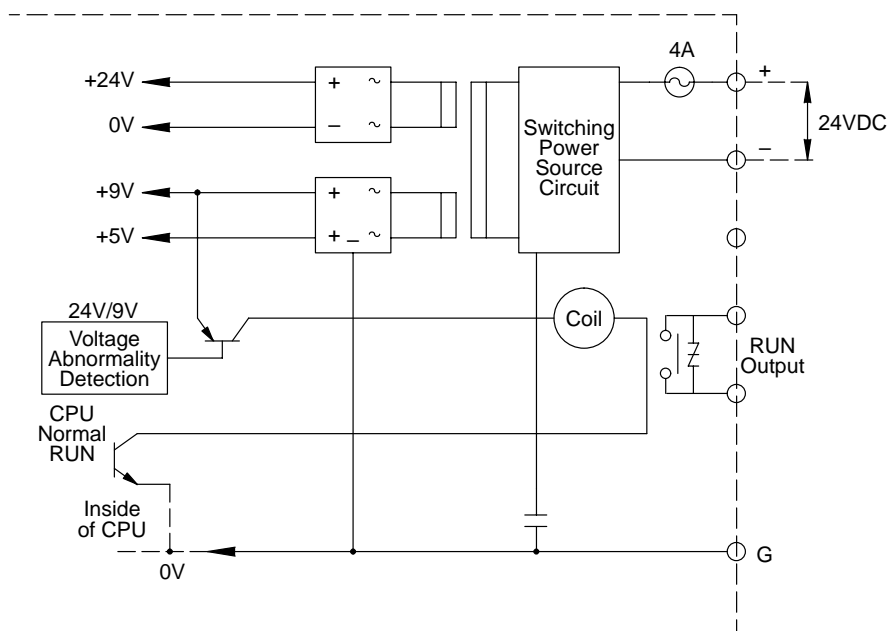 4A
+
+24V
+ ~
0V
− ~
24VDC
−
Switching
Power
Source
Circuit
+9V
+ ~
+5V
+ − ~
24V/9V
Voltage
Abnormality
Detection
Coil
RUN
Output
CPU
Normal
RUN
Inside
of CPU
0V
G